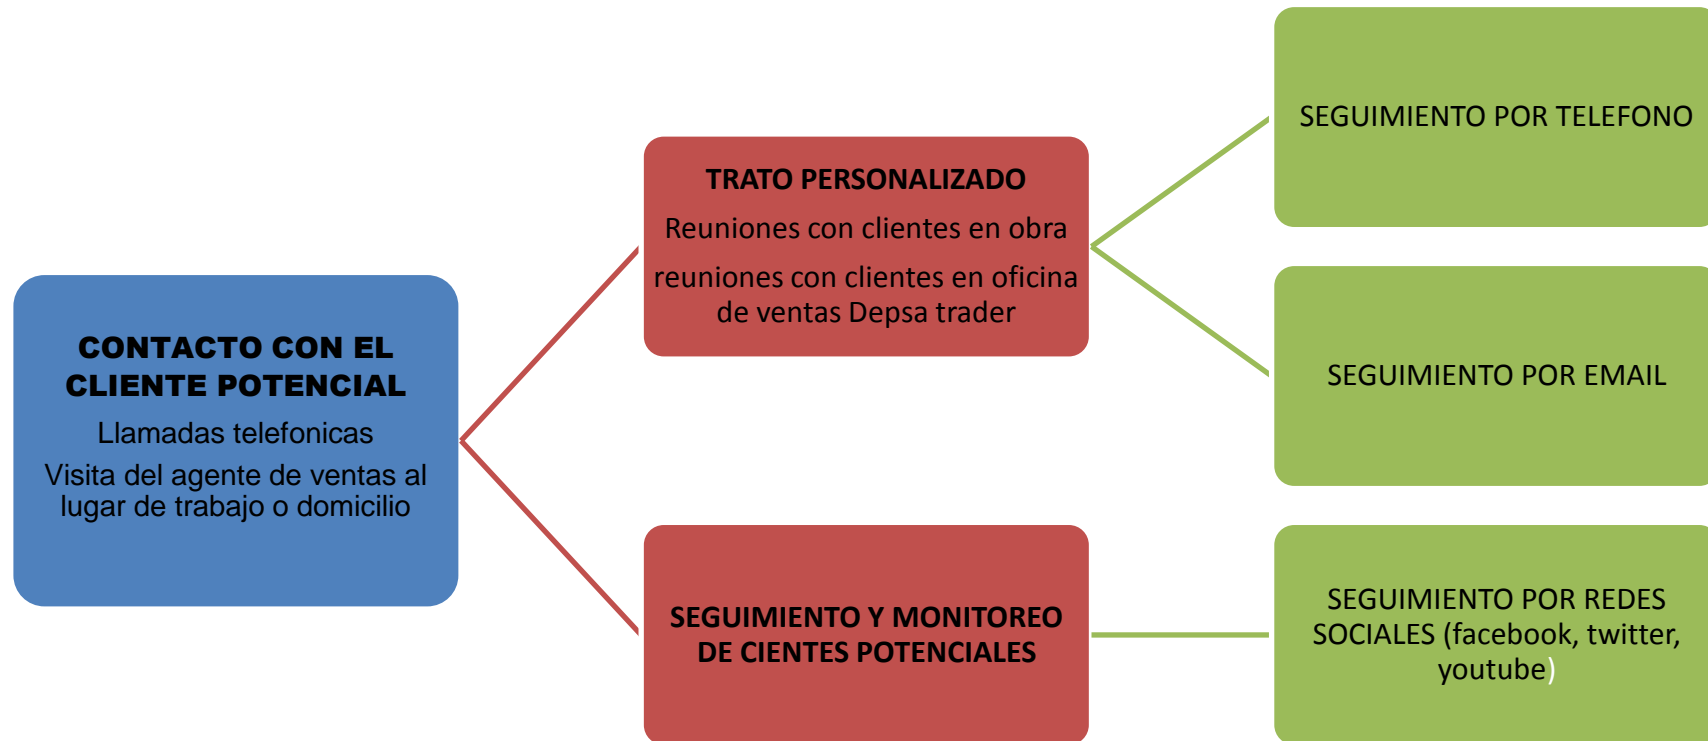 CONTACTO CON EL
CLIENTE POTENCIAL
Llamadas telefonicas
Visita del agente de ventas al
lugar de trabajo o domicilio
TRATO PERSONALIZADO
Reuniones con clientes en obra
reuniones con clientes en oficina
de ventas Depsa trader
SEGUIMIENTO Y MONITOREO
DE CIENTES POTENCIALES
SEGUIMIENTO POR TELEFONO
SEGUIMIENTO POR EMAIL
SEGUIMIENTO POR REDES
SOCIALES (facebook, twitter,
youtube)